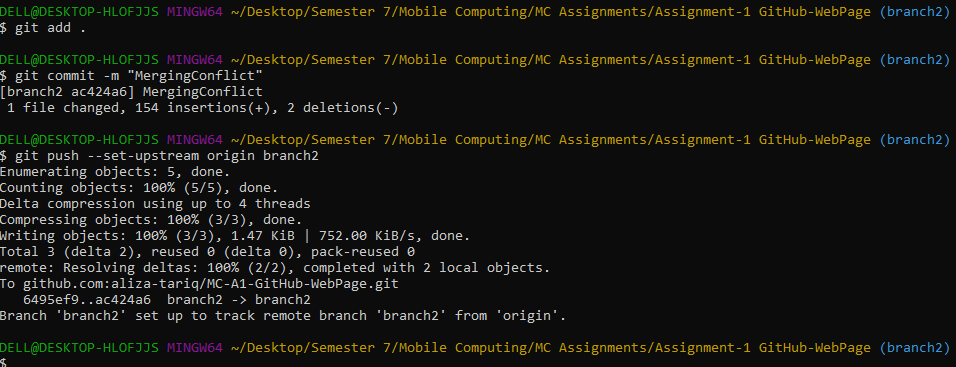 DELL@DESKTOP-HLOFJJS MINGW64 ~/Desktop/Semester 7/Mobile Computing/MC Assignments/Assignment-1 GitHub-WebPage (branch2)
$ git add .
DELL@DESKTOP-HLOFJJS MINGW64 ~/Desktop/Semester 7/Mobile Computing/MC Assignments/Assignment-1 GitHub-WebPage (branch2)
$ git commit -m "MergingConflict"
[branch2 ac424a6] MergingConflict
 1 file changed, 154 insertions(+), 2 deletions(-)
DELL@DESKTOP-HLOFJJS MINGW64 ~/Desktop/Semester 7/Mobile Computing/MC Assignments/Assignment-1 GitHub-WebPage (branch2)
$ git push --set-upstream origin branch2
Enumerating objects: 5, done.
Counting objects: 100% (5/5), done.
Delta compression using up to 4 threads
Compressing objects: 100% (3/3), done.
Writing objects: 100% (3/3), 1.47 KiB | 752.00 KiB/s, done.
Total 3 (delta 2), reused 0 (delta 0), pack-reused 0
remote: Resolving deltas: 100% (2/2), completed with 2 local objects.
To github.com:aliza-tariq/MC-A1-GitHub-WebPage.git
   6495ef9..ac424a6  branch2 -> branch2
Branch 'branch2' set up to track remote branch 'branch2' from 'origin'.
DELL@DESKTOP-HLOFJJS MINGW64 ~/Desktop/Semester 7/Mobile Computing/MC Assignments/Assignment-1 GitHub-WebPage (branch2)
$